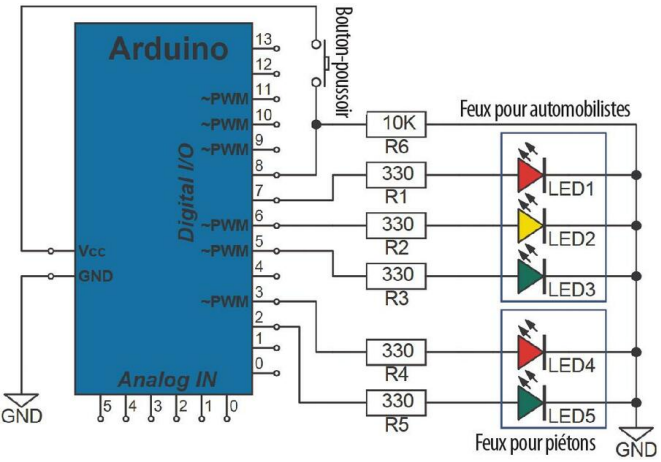 Arduino
Digital I/O
Analog IN
Vcc
GND
GND
13
12
~PWM 11
~PWM 10
~PWM 9
8
7
~PWM 6
~PWM 5
4
~PWM 3
2
1
0
5 4 3 2 1 0
Bouton-poussoir
10K
R6
Feux pour automobilistes
330
R1
LED1
330
R2
LED2
330
R3
LED3
330
R4
LED4
330
R5
LED5
Feux pour piétons
GND